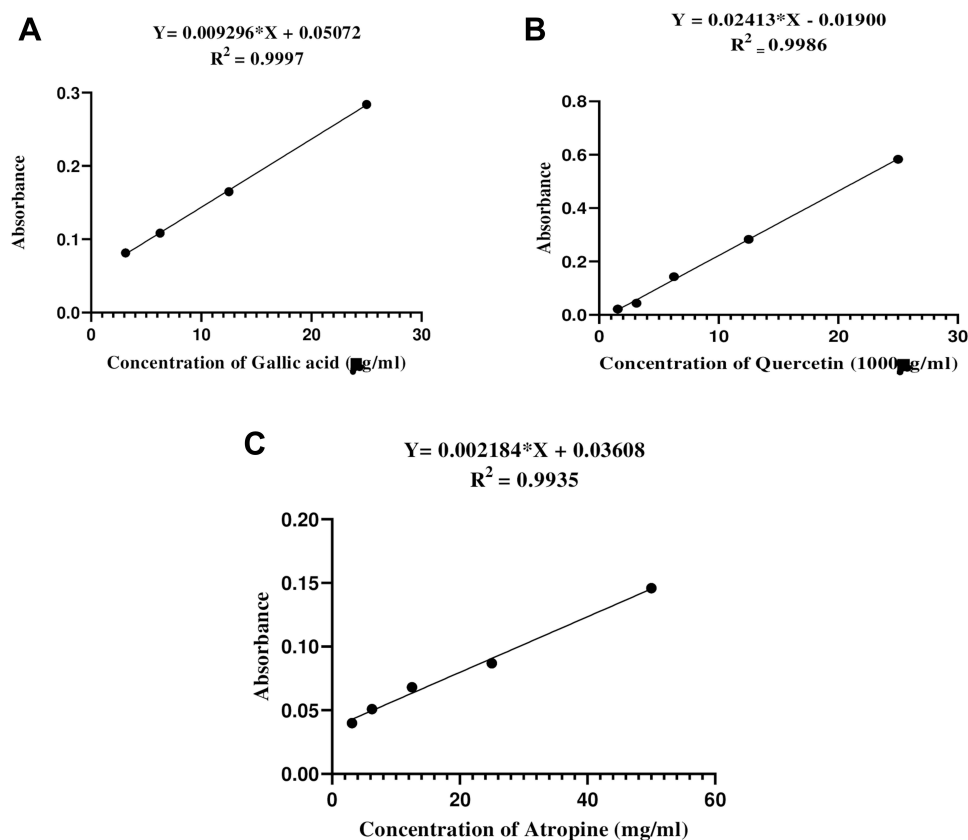 A
Y= 0.009296*X + 0.05072
R² = 0.9997
0.3
0.2
0.1
0.0
Absorbance
0 10 20 30
Concentration of Gallic acid (μg/ml)
B
Y = 0.02413*X - 0.01900
R² = 0.9986
0.8
0.6
0.4
0.2
0.0
Absorbance
0 10 20 30
Concentration of Quercetin (1000μg/ml)
C
Y= 0.002184*X + 0.03608
R² = 0.9935
0.20
0.15
0.10
0.05
0.00
Absorbance
0 20 40 60
Concentration of Atropine (mg/ml)